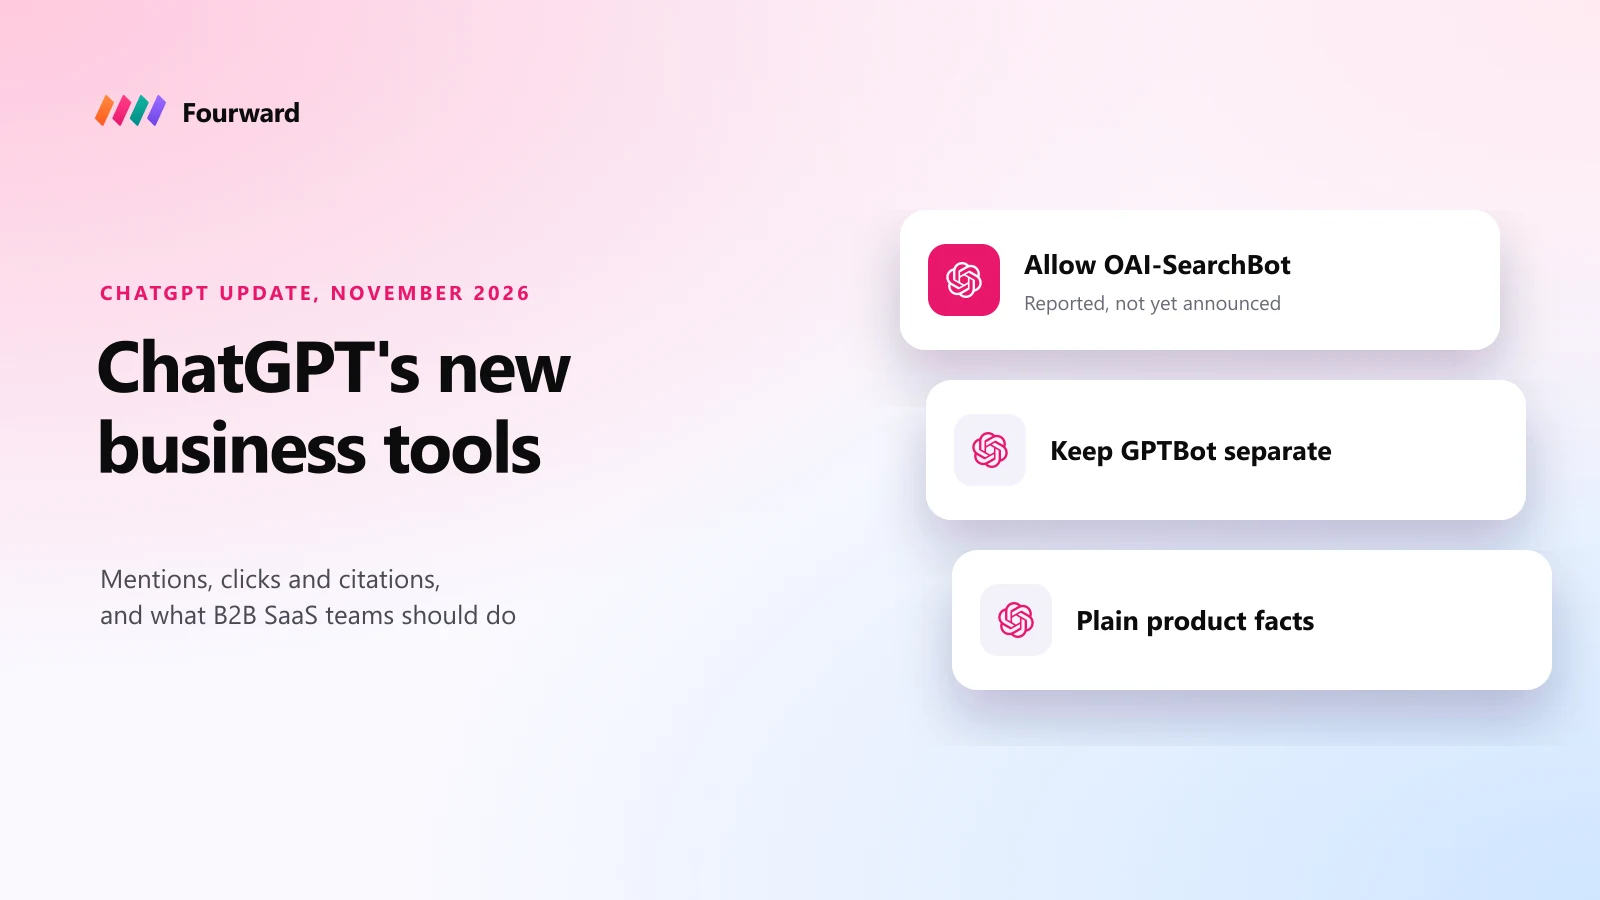 Fourward
CHATGPT UPDATE, NOVEMBER 2026
ChatGPT's new
business tools
Mentions, clicks and citations,
and what B2B SaaS teams should do
Allow OAI-SearchBot
Reported, not yet announced
Keep GPTBot separate
Plain product facts